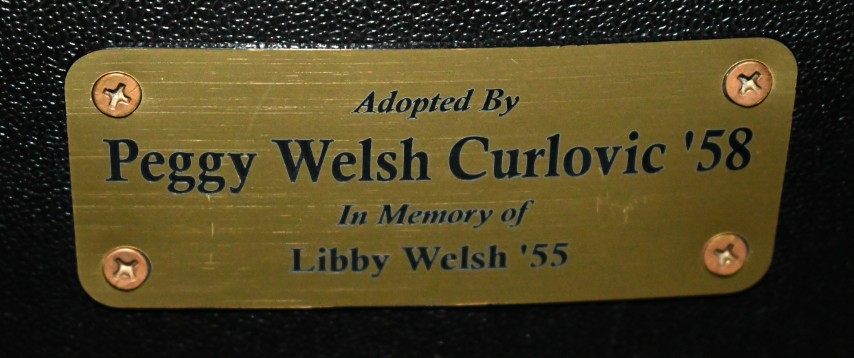 Adopted By
Peggy Welsh Curlovic '58
In Memory of
Libby Welsh '55